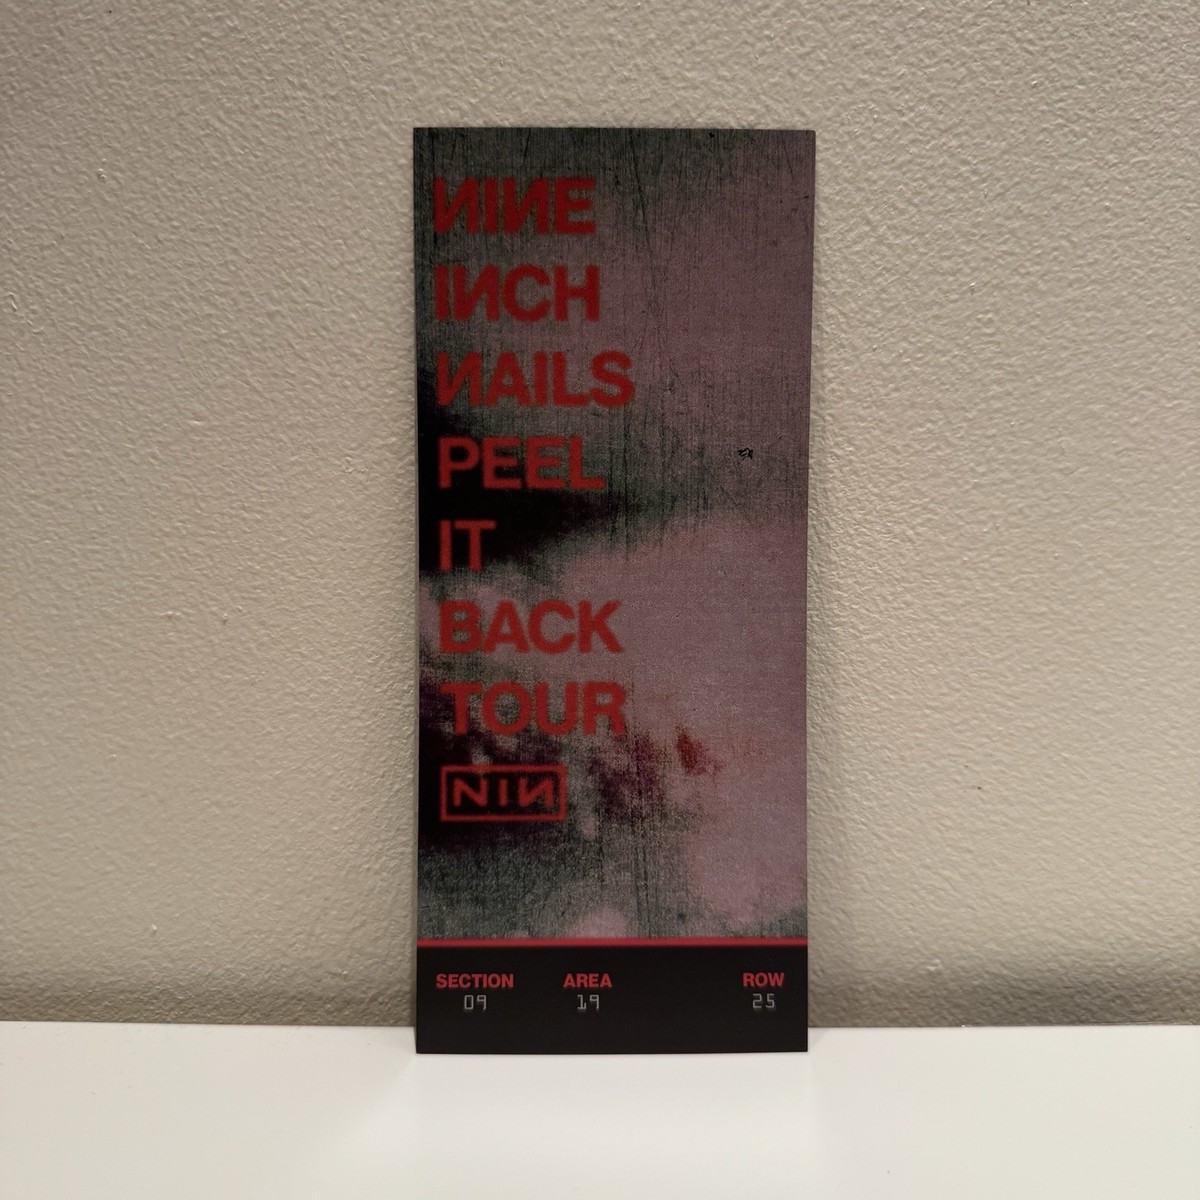 NINE
INCH
NAILS
PEEL
IT
BACK
TOUR
NIN
SECTION AREA ROW
09 19 25